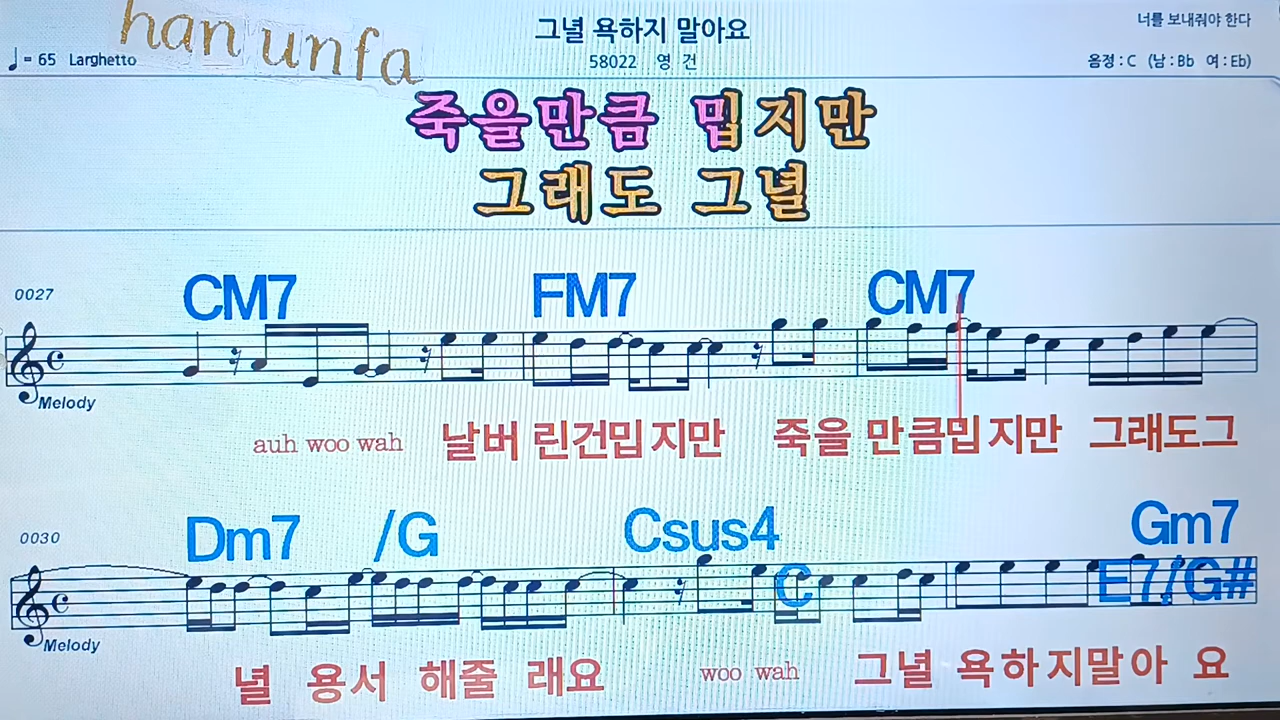 han unfa
그녈 욕하지 말아요
너를 보내줘야 한다
♩= 65 Larghetto
58022 영 건
음정 : C (남 : Bb 여 : Eb)
죽을만큼 밉지만
그래도 그녈
CM7 FM7 CM7
0027
Melody
auh woo wah 날버 린건밉 지만 죽을 만큼밉 지만 그래도그
Dm7 /G Csus4 Gm7
0030
C E7/G#
Melody
널 용서 해줄 래요 woo wah 그녈 욕하지말아 요